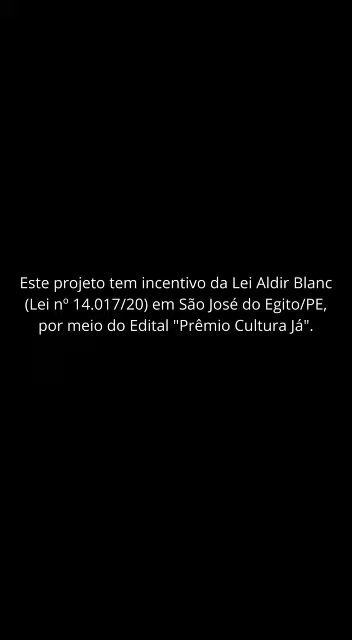 Este projeto tem incentivo da Lei Aldir Blanc
(Lei nº 14.017/20) em São José do Egito/PE,
por meio do Edital "Prêmio Cultura Já".